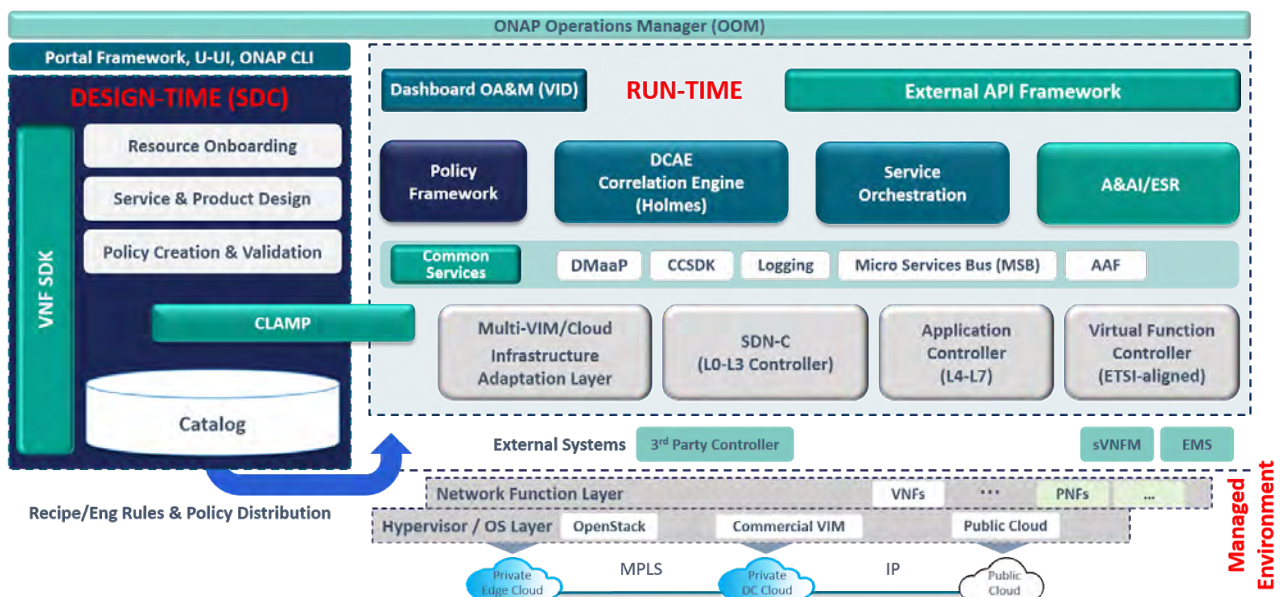 ONAP Operations Manager (OOM)
Portal Framework, U-UI, ONAP CLI
DESIGN-TIME (SDC)
VNF SDK
Resource Onboarding
Service & Product Design
Policy Creation & Validation
CLAMP
Catalog
Recipe/Eng Rules & Policy Distribution
Dashboard OA&M (VID)
RUN-TIME
External API Framework
Policy
Framework
DCAE
Correlation Engine
(Holmes)
Service
Orchestration
A&AI/ESR
Common
Services
DMaaP
CCSDK
Logging
Micro Services Bus (MSB)
AAF
Multi-VIM/Cloud
Infrastructure
Adaptation Layer
SDN-C
(L0-L3 Controller)
Application
Controller
(L4-L7)
Virtual Function
Controller
(ETSI-aligned)
External Systems
3rd Party Controller
sVNFM
EMS
Managed
Environment
Network Function Layer
VNFs
...
PNFs
...
Hypervisor / OS Layer
OpenStack
Commercial VIM
Public Cloud
Private
Edge Cloud
MPLS
Private
DC Cloud
IP
Public
Cloud